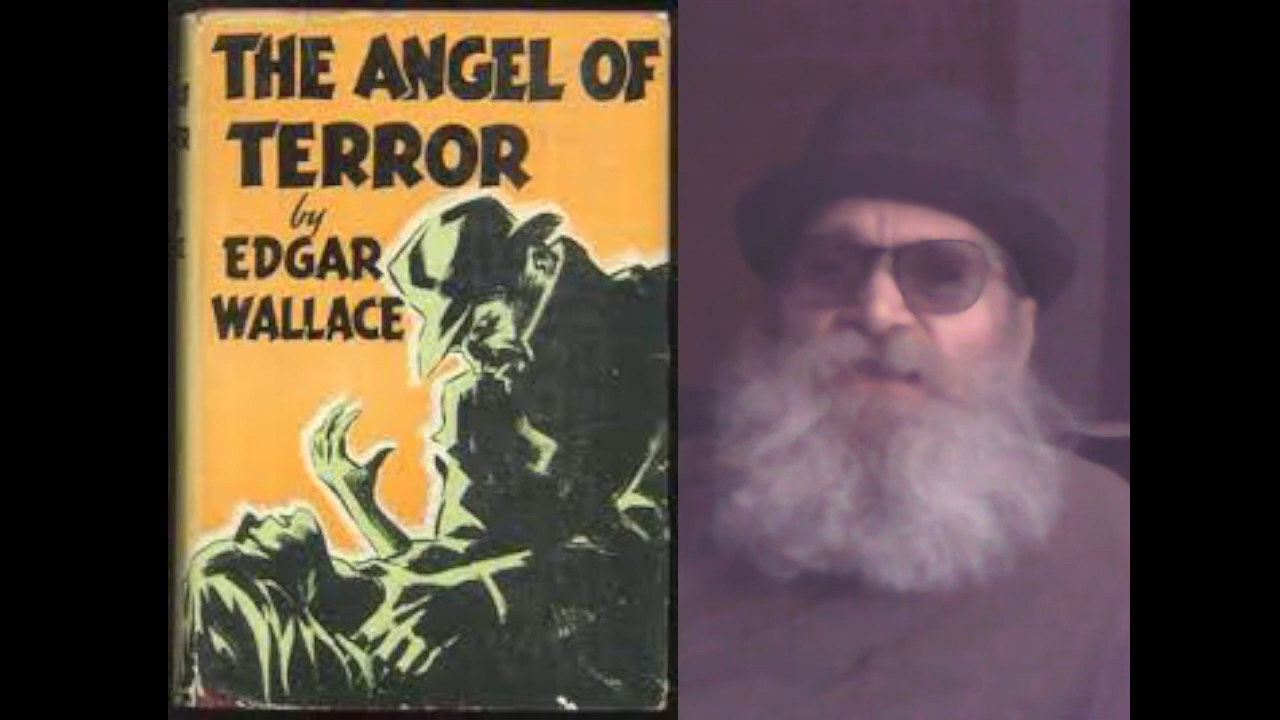 THE ANGEL OF
TERROR
by
EDGAR
WALLACE